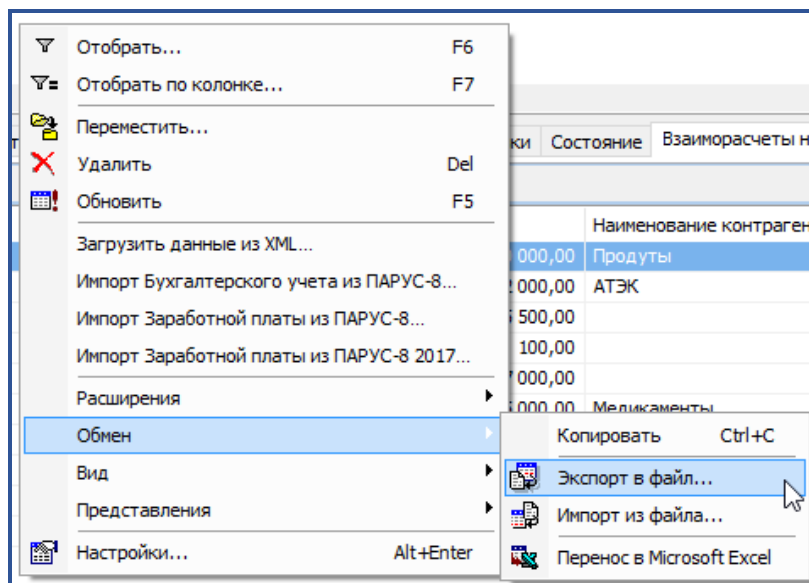 Отобрать... F6
Отобрать по колонке... F7
Переместить...
Удалить Del
Обновить F5
Загрузить данные из XML...
Импорт Бухгалтерского учета из ПАРУС-8...
Импорт Заработной платы из ПАРУС-8...
Импорт Заработной платы из ПАРУС-8 2017...
Расширения
Обмен
Вид
Представления
Настройки... Alt+Enter
ки Состояние Взаиморасчеты н
Наименование контраген
000,00 Продуты
000,00 АТЭК
500,00
100,00
000,00
000,00 Медикаменты
Копировать Ctrl+C
Экспорт в файл...
Импорт из файла...
Перенос в Microsoft Excel